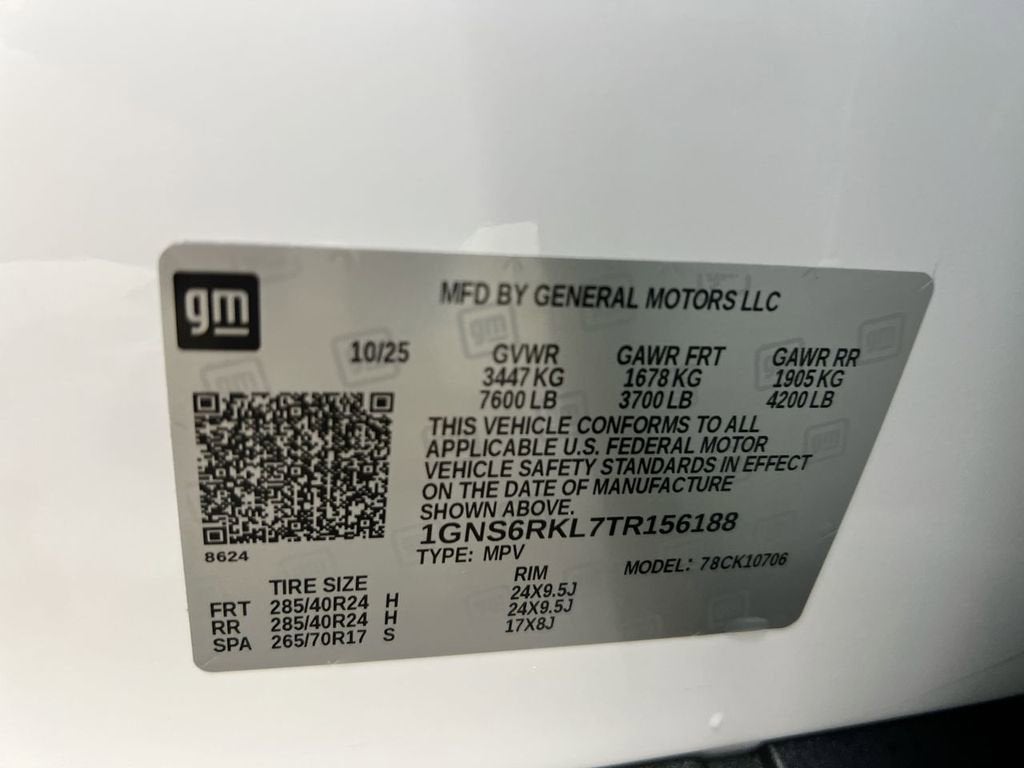 gm
MFD BY GENERAL MOTORS LLC
10/25 GVWR GAWR FRT GAWR RR
3447 KG 1678 KG 1905 KG
7600 LB 3700 LB 4200 LB
THIS VEHICLE CONFORMS TO ALL
APPLICABLE U.S. FEDERAL MOTOR
VEHICLE SAFETY STANDARDS IN EFFECT
ON THE DATE OF MANUFACTURE
SHOWN ABOVE.
1GNS6RKL7TR156188
8624
TYPE: MPV MODEL: 78CK10706
TIRE SIZE RIM
FRT 285/40R24 H 24X9.5J
RR 285/40R24 H 24X9.5J
SPA 265/70R17 S 17X8J